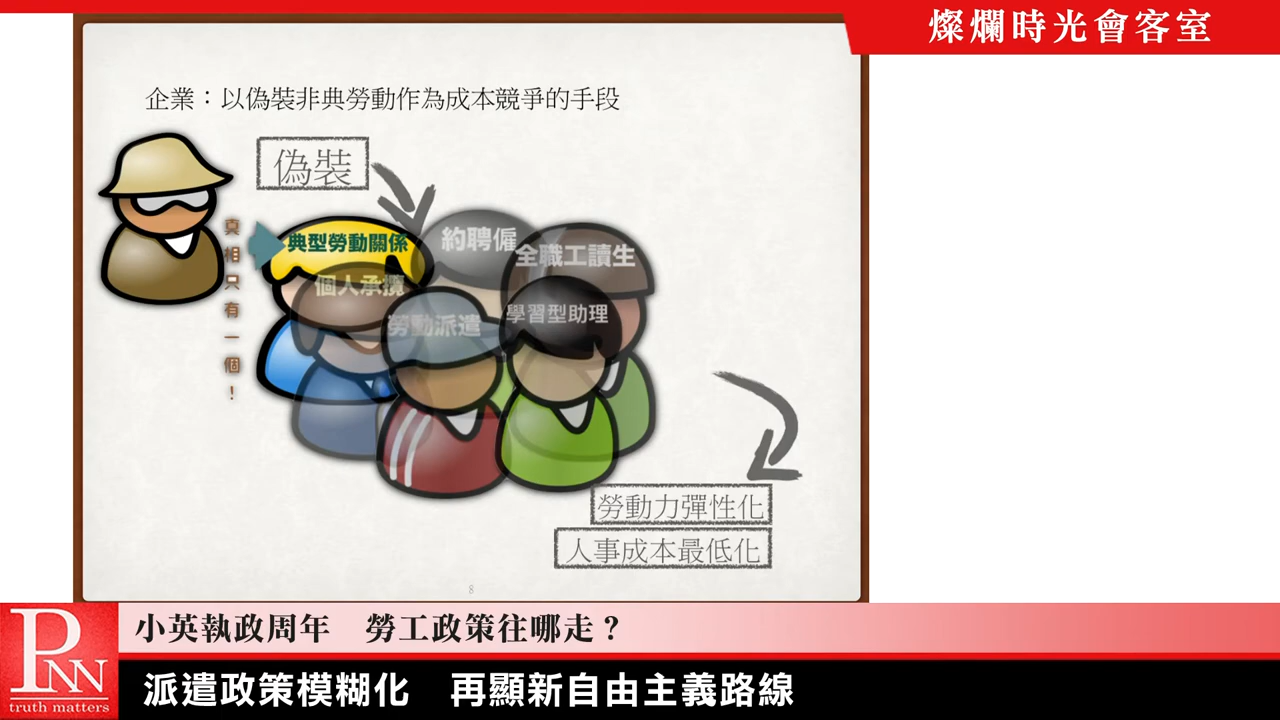 燦爛時光會客室
企業：以偽裝非典勞動作為成本競爭的手段
偽裝
真相只有一個！
典型勞動關係
約聘僱
全職工讀生
個人承攬
勞動派遣
學習型助理
勞動力彈性化
人事成本最低化
8
小英執政周年 勞工政策往哪走？
PNN
truth matters
派遣政策模糊化 再顯新自由主義路線